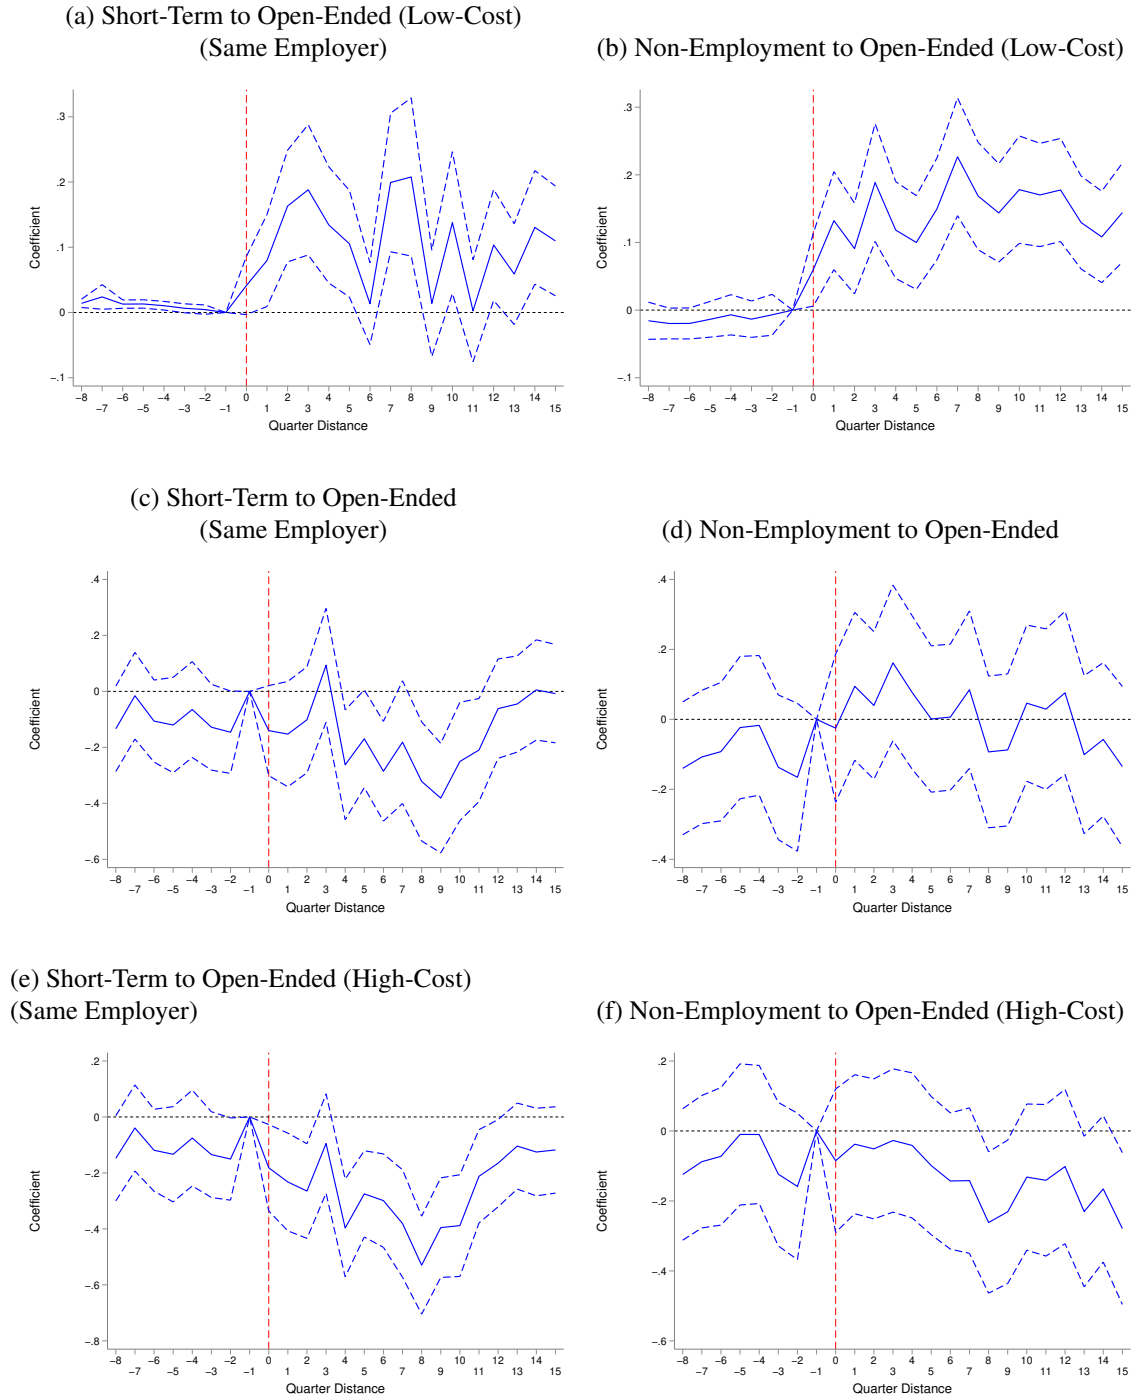 (a) Short-Term to Open-Ended (Low-Cost)
(Same Employer)
.3
.2
.1
0
−.1
Coefficient
−8 −6 −4 −2 0 2 4 6 8 10 12 14
−7 −5 −3 −1 1 3 5 7 9 11 13 15
Quarter Distance
(b) Non-Employment to Open-Ended (Low-Cost)
.3
.2
.1
0
−.1
Coefficient
−8 −6 −4 −2 0 2 4 6 8 10 12 14
−7 −5 −3 −1 1 3 5 7 9 11 13 15
Quarter Distance
(c) Short-Term to Open-Ended
(Same Employer)
.4
.2
0
−.2
−.4
−.6
Coefficient
−8 −6 −4 −2 0 2 4 6 8 10 12 14
−7 −5 −3 −1 1 3 5 7 9 11 13 15
Quarter Distance
(d) Non-Employment to Open-Ended
.4
.2
0
−.2
−.4
Coefficient
−8 −6 −4 −2 0 2 4 6 8 10 12 14
−7 −5 −3 −1 1 3 5 7 9 11 13 15
Quarter Distance
(e) Short-Term to Open-Ended (High-Cost)
(Same Employer)
.2
0
−.2
−.4
−.6
−.8
Coefficient
−8 −6 −4 −2 0 2 4 6 8 10 12 14
−7 −5 −3 −1 1 3 5 7 9 11 13 15
Quarter Distance
(f) Non-Employment to Open-Ended (High-Cost)
.2
0
−.2
−.4
−.6
Coefficient
−8 −6 −4 −2 0 2 4 6 8 10 12 14
−7 −5 −3 −1 1 3 5 7 9 11 13 15
Quarter Distance